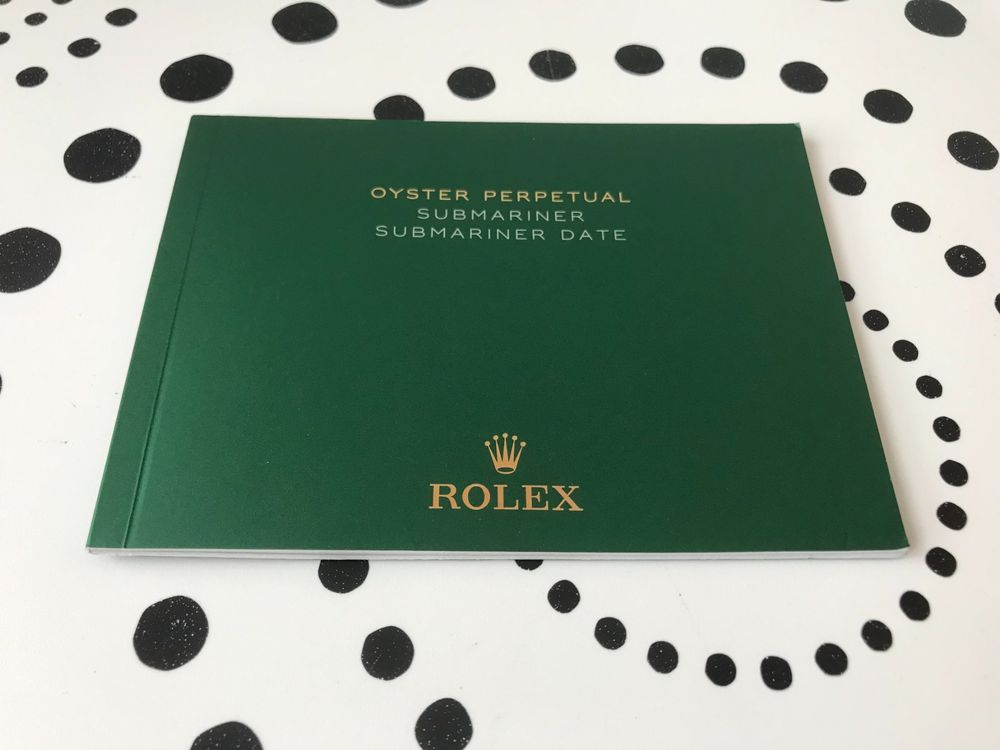 OYSTER PERPETUAL
SUBMARINER
SUBMARINER DATE
ROLEX